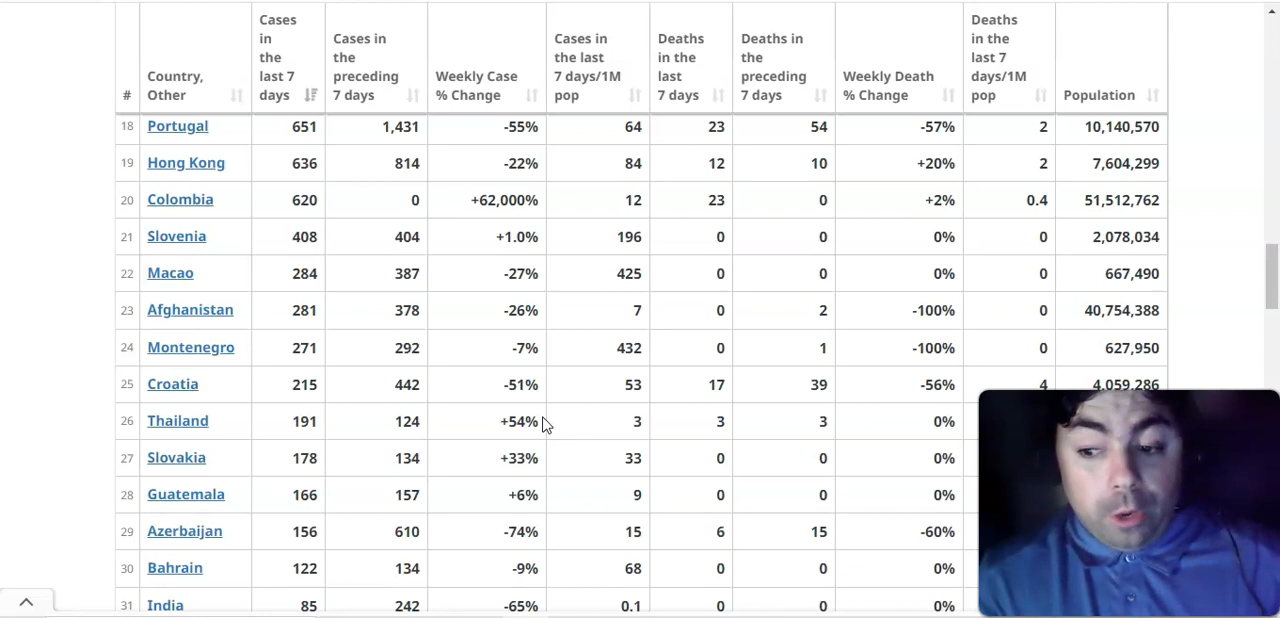 # Country, Other Cases in the last 7 days Cases in the preceding 7 days Weekly Case % Change Cases in the last 7 days/1M pop Deaths in the last 7 days Deaths in the preceding 7 days Weekly Death % Change Deaths in the last 7 days/1M pop Population
18 Portugal 651 1,431 -55% 64 23 54 -57% 2 10,140,570
19 Hong Kong 636 814 -22% 84 12 10 +20% 2 7,604,299
20 Colombia 620 0 +62,000% 12 23 0 +2% 0.4 51,512,762
21 Slovenia 408 404 +1.0% 196 0 0 0% 0 2,078,034
22 Macao 284 387 -27% 425 0 0 0% 0 667,490
23 Afghanistan 281 378 -26% 7 0 2 -100% 0 40,754,388
24 Montenegro 271 292 -7% 432 0 1 -100% 0 627,950
25 Croatia 215 442 -51% 53 17 39 -56% 4 4,059,286
26 Thailand 191 124 +54% 3 3 3 0%
27 Slovakia 178 134 +33% 33 0 0 0%
28 Guatemala 166 157 +6% 9 0 0 0%
29 Azerbaijan 156 610 -74% 15 6 15 -60%
30 Bahrain 122 134 -9% 68 0 0 0%
31 India 85 242 -65% 0.1 0 0 0%